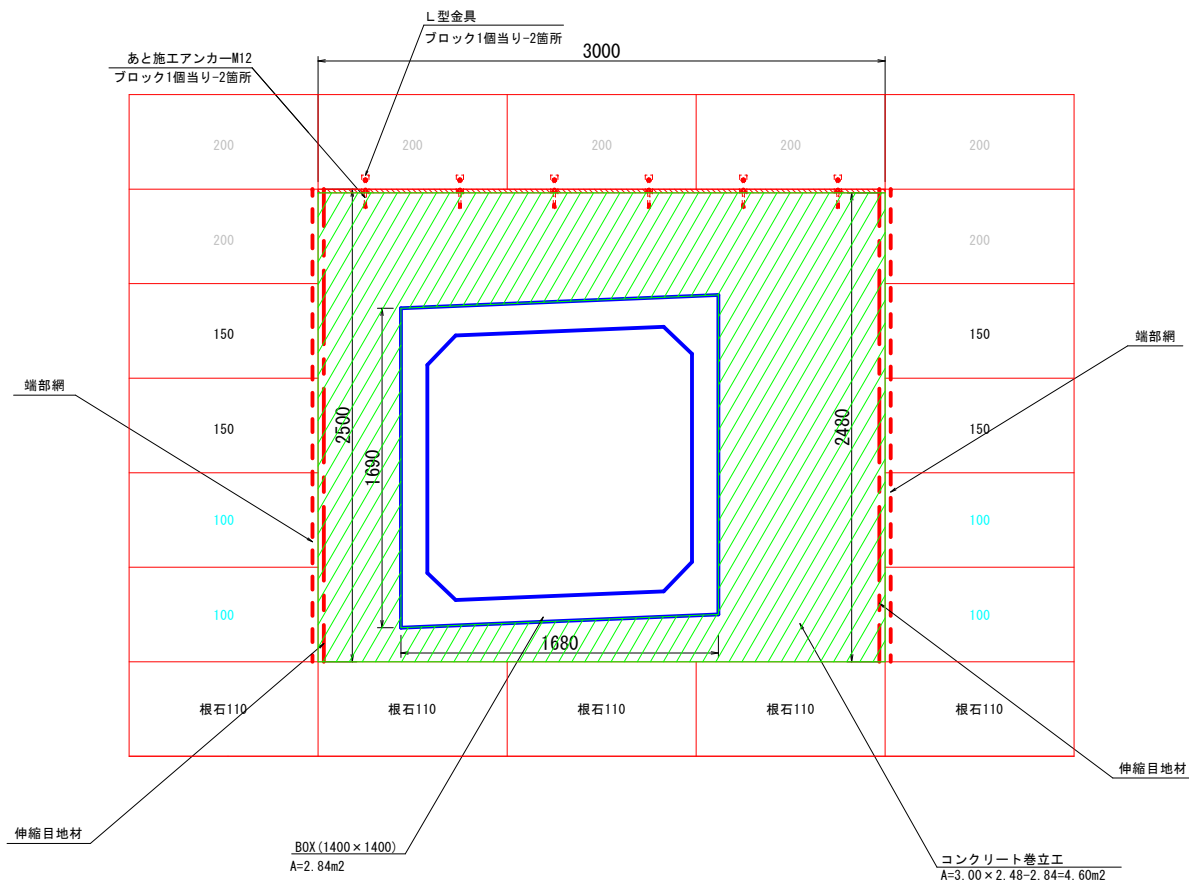 L型金具
ブロック1個当り-2箇所
あと施工アンカーM12
ブロック1個当り-2箇所
3000
200
200
200
200
200
200
200
150
150
150
150
端部網
端部網
2500
1690
2480
100
100
100
100
1680
根石110
根石110
根石110
根石110
根石110
伸縮目地材
伸縮目地材
BOX(1400×1400)
A=2.84m2
コンクリート巻立工
A=3.00×2.48-2.84=4.60m2